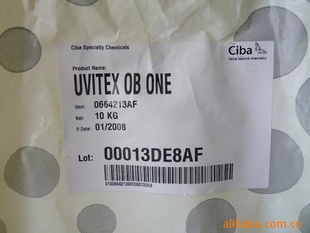 Ciba Specialty Chemicals
Ciba
Value beyond chemistry
Product Name:
UVITEX OB ONE
Item: 0664213AF
Net: 10 KG
P-Date: 01/2008
Lot: 00013DE8AF
alibaba.com.cn